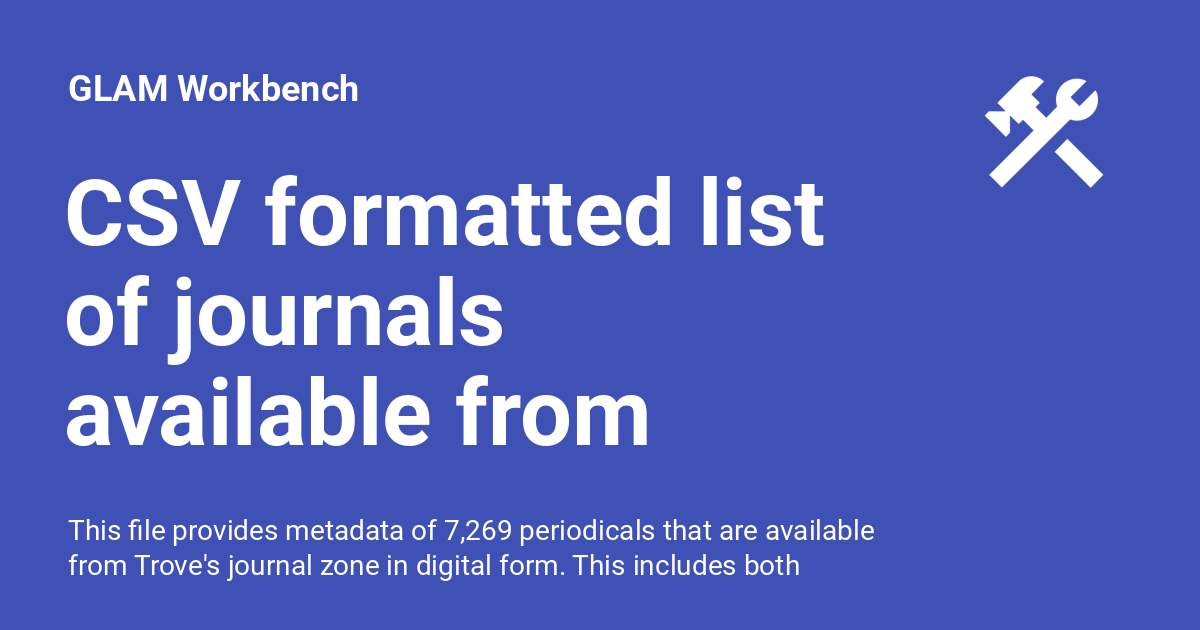 GLAM Workbench
CSV formatted list
of journals
available from
This file provides metadata of 7,269 periodicals that are available
from Trove's journal zone in digital form. This includes both